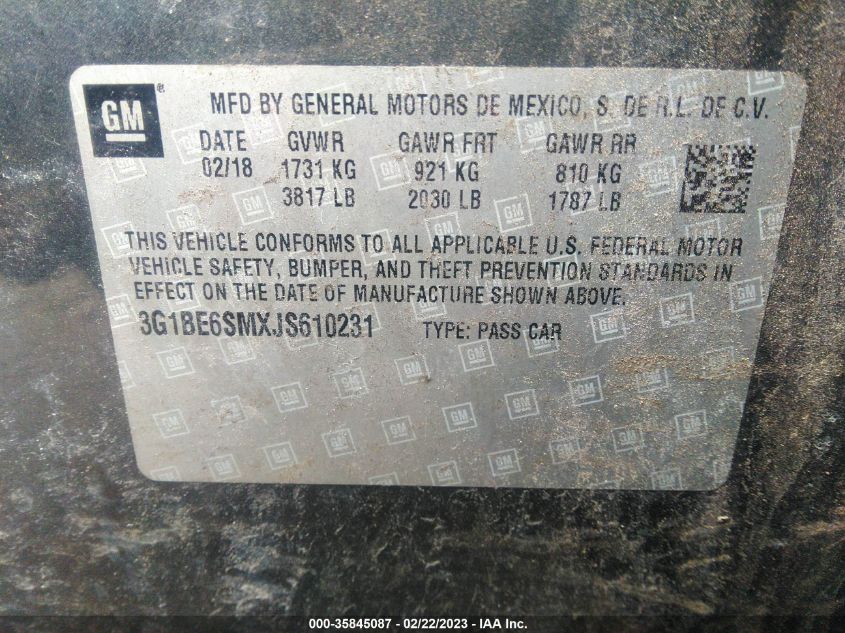 GM ®
MFD BY GENERAL MOTORS DE MEXICO, S. DE R.L. DE C.V.
DATE GVWR GAWR FRT GAWR RR
02/18 1731 KG 921 KG 810 KG
3817 LB 2030 LB 1787 LB
THIS VEHICLE CONFORMS TO ALL APPLICABLE U.S. FEDERAL MOTOR
VEHICLE SAFETY, BUMPER, AND THEFT PREVENTION STANDARDS IN
EFFECT ON THE DATE OF MANUFACTURE SHOWN ABOVE.
3G1BE6SMXJS610231 TYPE: PASS CAR
000-35845087 - 02/22/2023 - IAAI.com